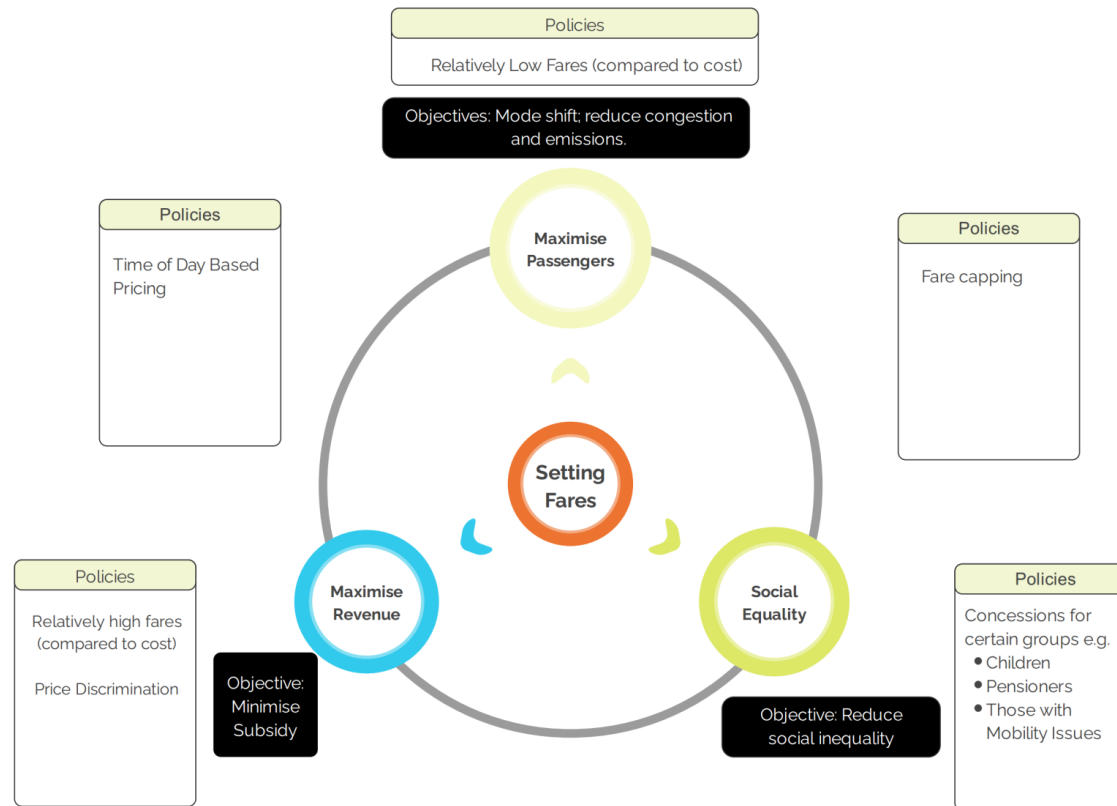 Policies
Relatively Low Fares (compared to cost)
Objectives: Mode shift; reduce congestion
and emissions.
Policies
Time of Day Based
Pricing
Maximise
Passengers
Policies
Fare capping
Setting
Fares
Policies
Relatively high fares
(compared to cost)
Price Discrimination
Maximise
Revenue
Objective:
Minimise
Subsidy
Social
Equality
Objective: Reduce
social inequality
Policies
Concessions for
certain groups e.g.
● Children
● Pensioners
● Those with
Mobility Issues